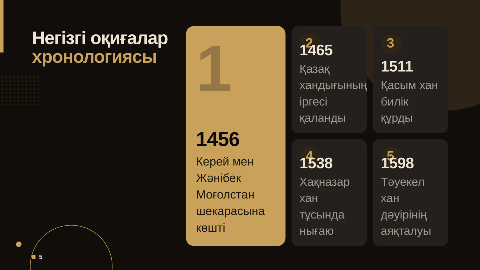 Негізгі оқиғалар
хронологиясы
1
1456
Керей мен
Жәнібек
Моғолстан
шекарасына
көшті
2
1465
Қазақ
хандығының
іргесі
қаланды
3
1511
Қасым хан
билік
құрды
4
1538
Хақназар
хан
тұсында
нығаю
5
1598
Тәуекел
хан
дәуірінің
аяқталуы
5